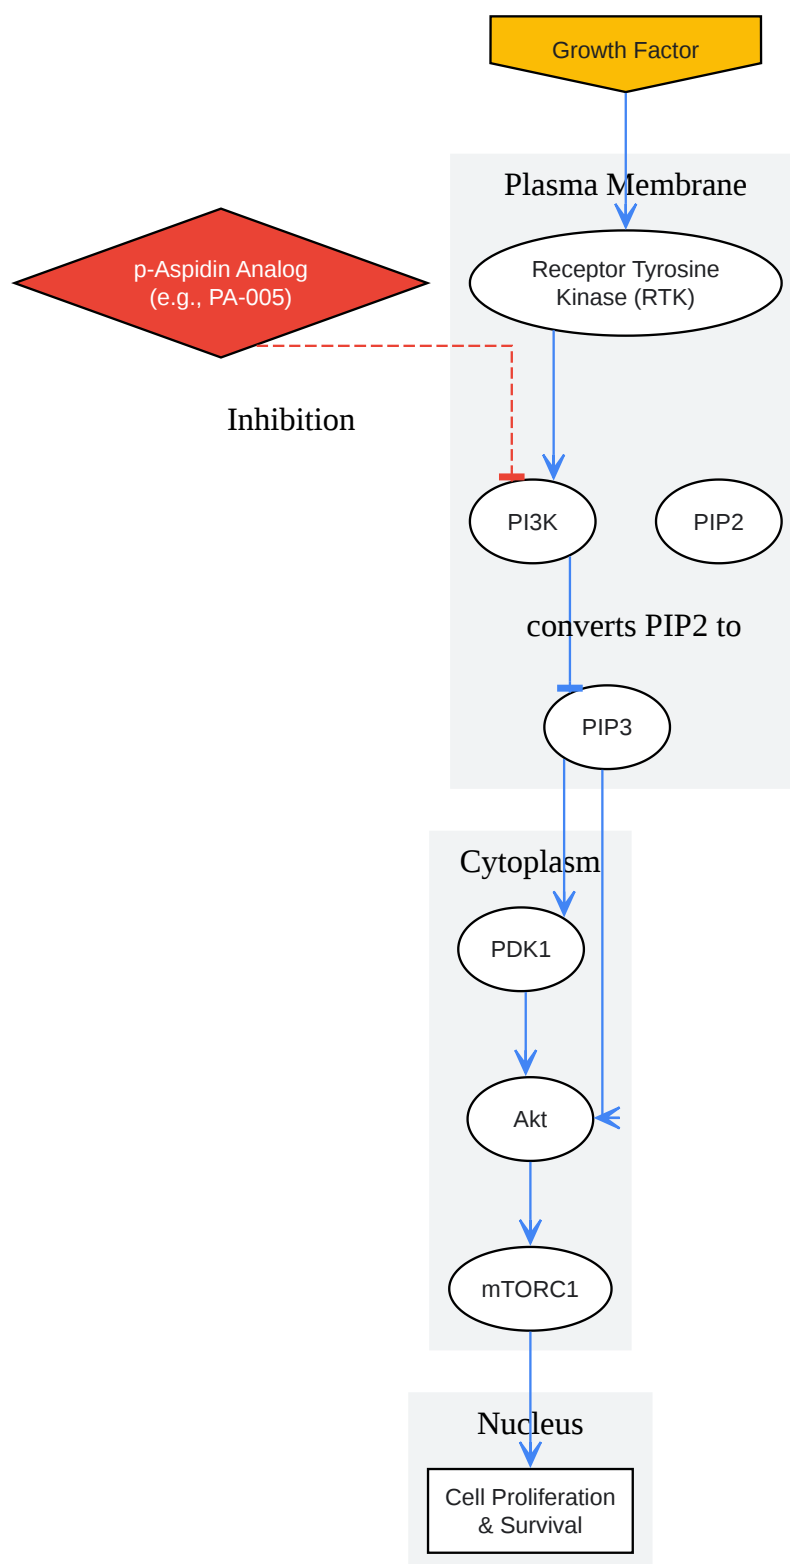 Growth Factor
Plasma Membrane
p-Aspidin Analog
(e.g., PA-005)
Receptor Tyrosine
Kinase (RTK)
Inhibition
PI3K
PIP2
converts PIP2 to
PIP3
Cytoplasm
PDK1
Akt
mTORC1
Nucleus
Cell Proliferation
& Survival